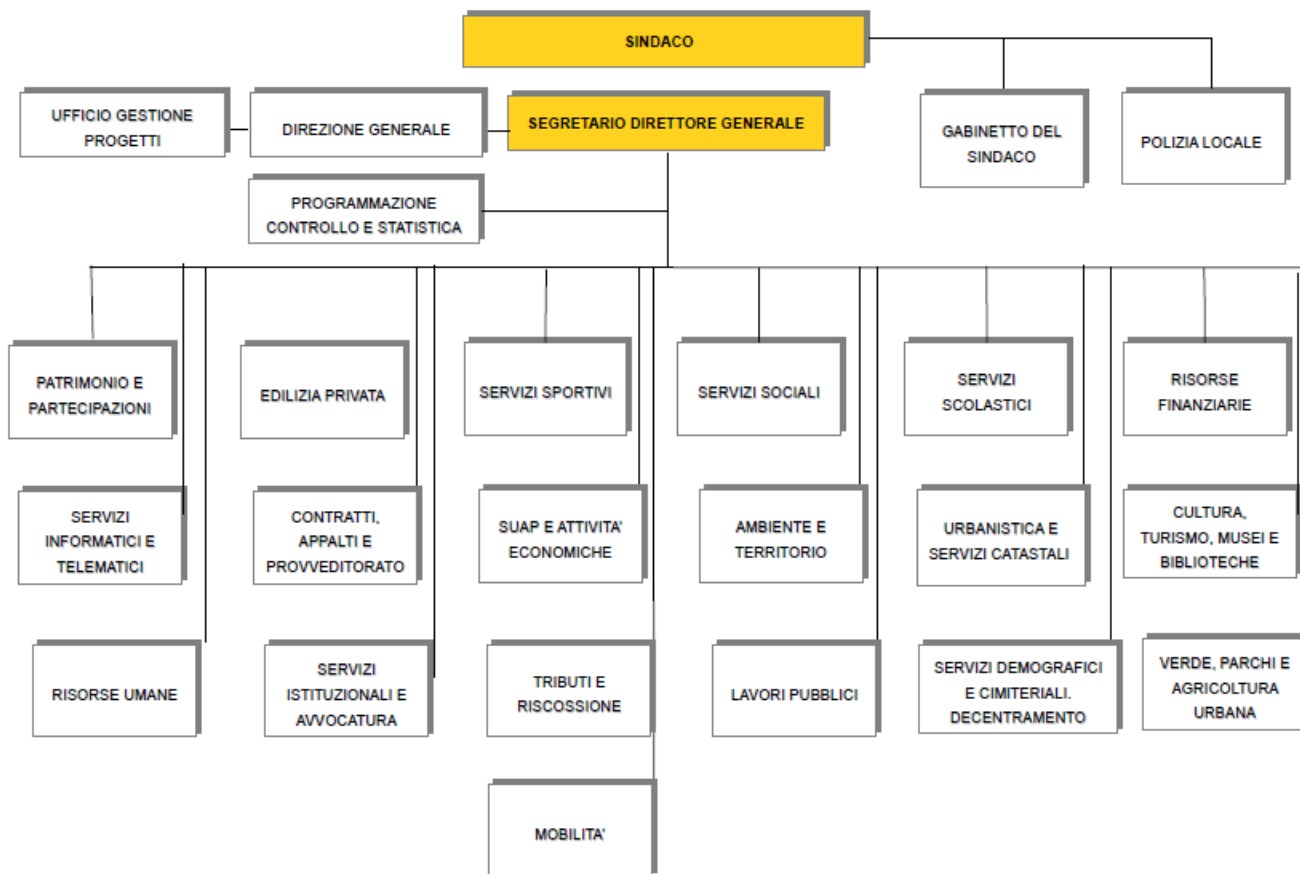 SINDACO
UFFICIO GESTIONE
PROGETTI
DIREZIONE GENERALE
SEGRETARIO DIRETTORE GENERALE
GABINETTO DEL
SINDACO
POLIZIA LOCALE
PROGRAMMAZIONE
CONTROLLO E STATISTICA
PATRIMONIO E
PARTECIPAZIONI
EDILIZIA PRIVATA
SERVIZI SPORTIVI
SERVIZI SOCIALI
SERVIZI
SCOLASTICI
RISORSE
FINANZIARIE
SERVIZI
INFORMATICI E
TELEMATICI
CONTRATTI,
APPALTI E
PROVVEDITORATO
SUAP E ATTIVITA'
ECONOMICHE
AMBIENTE E
TERRITORIO
URBANISTICA E
SERVIZI CATASTALI
CULTURA,
TURISMO, MUSEI E
BIBLIOTECHE
RISORSE UMANE
SERVIZI
ISTITUZIONALI E
AVVOCATURA
TRIBUTI E
RISCOSSIONE
LAVORI PUBBLICI
SERVIZI DEMOGRAFICI
E CIMITERIALI.
DECENTRAMENTO
VERDE, PARCHI E
AGRICOLTURA
URBANA
MOBILITA'